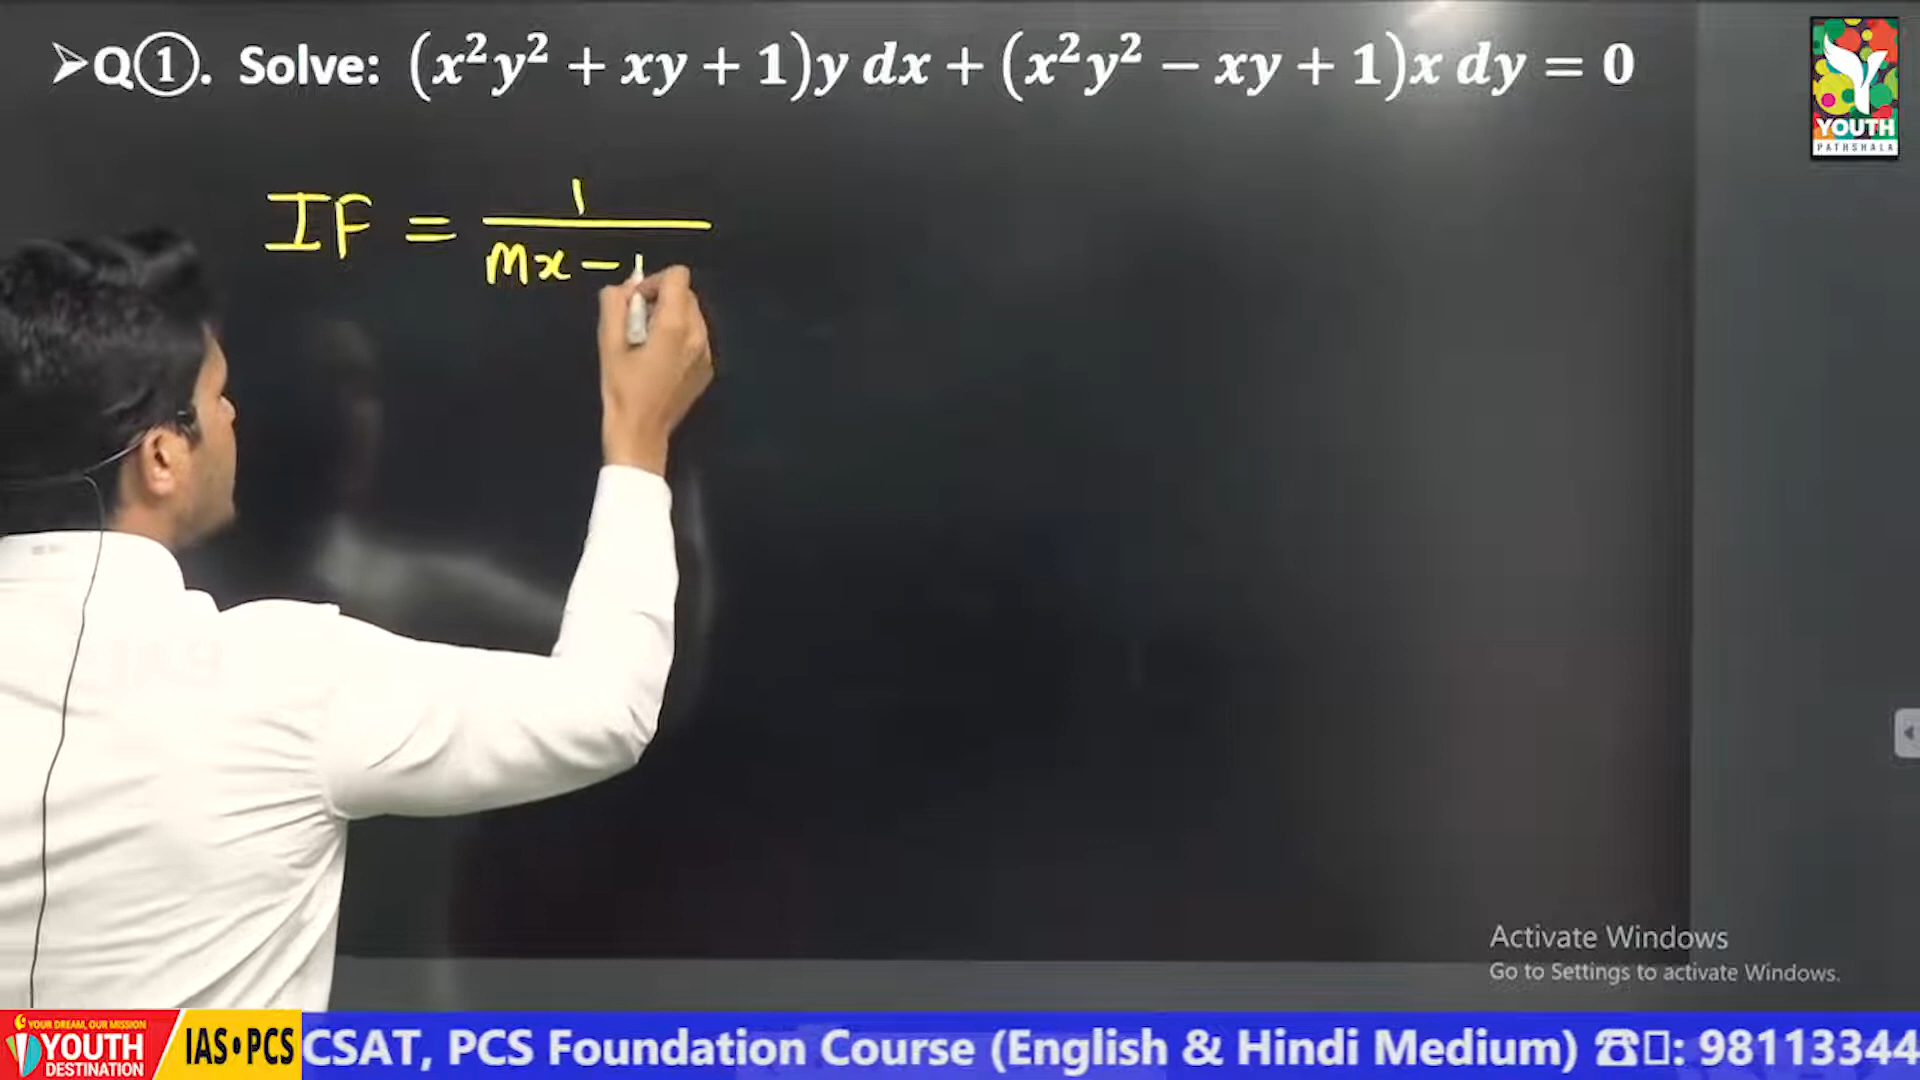 ➤Q①. Solve: (x²y² + xy + 1)y dx + (x²y² − xy + 1)x dy = 0
YOUTH
PATHSHALA
IF = 1
Mx −
Activate Windows
Go to Settings to activate Windows.
YOUR DREAM, OUR MISSION
YOUTH
DESTINATION
IAS•PCS
CSAT, PCS Foundation Course (English & Hindi Medium) ☎▯: 98113344